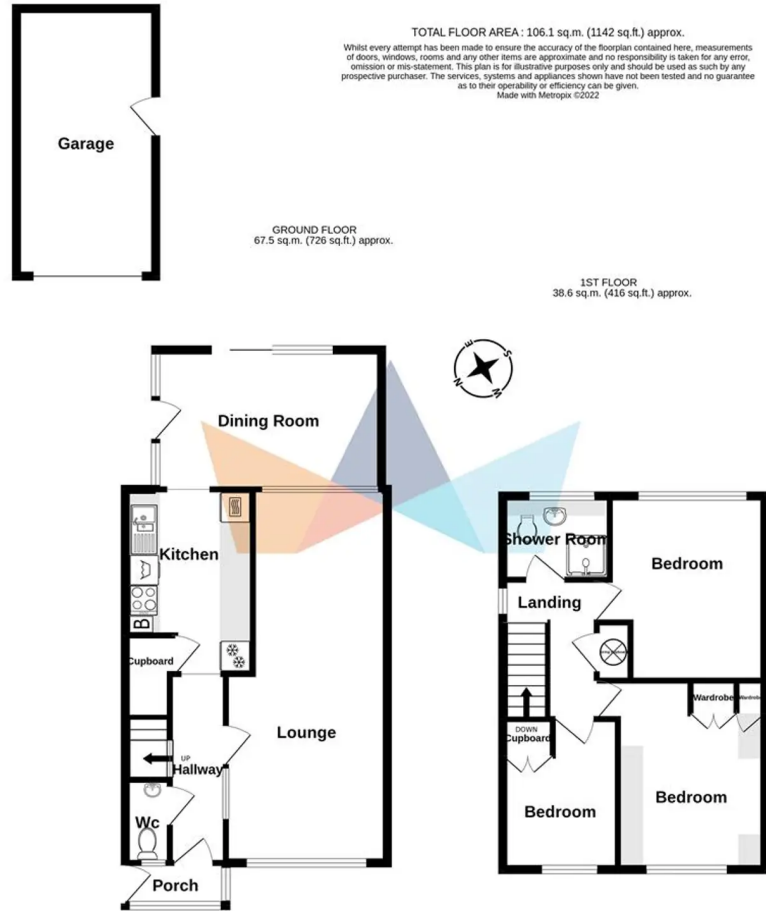 TOTAL FLOOR AREA : 106.1 sq.m. (1142 sq.ft.) approx.
Whilst every attempt has been made to ensure the accuracy of the floorplan contained here, measurements
of doors, windows, rooms and any other items are approximate and no responsibility is taken for any error,
omission or mis-statement. This plan is for illustrative purposes only and should be used as such by any
prospective purchaser. The services, systems and appliances shown have not been tested and no guarantee
as to their operability or efficiency can be given.
Made with Metropix ©2022
Garage
GROUND FLOOR
67.5 sq.m. (726 sq.ft.) approx.
1ST FLOOR
38.6 sq.m. (416 sq.ft.) approx.
E
S
N
W
Dining Room
Kitchen
B
Cupboard
Lounge
UP
Hallway
Wc
Porch
Shower Room
Bedroom
Landing
Wardrobe
Wardrobe
DOWN
Cupboard
Bedroom
Bedroom